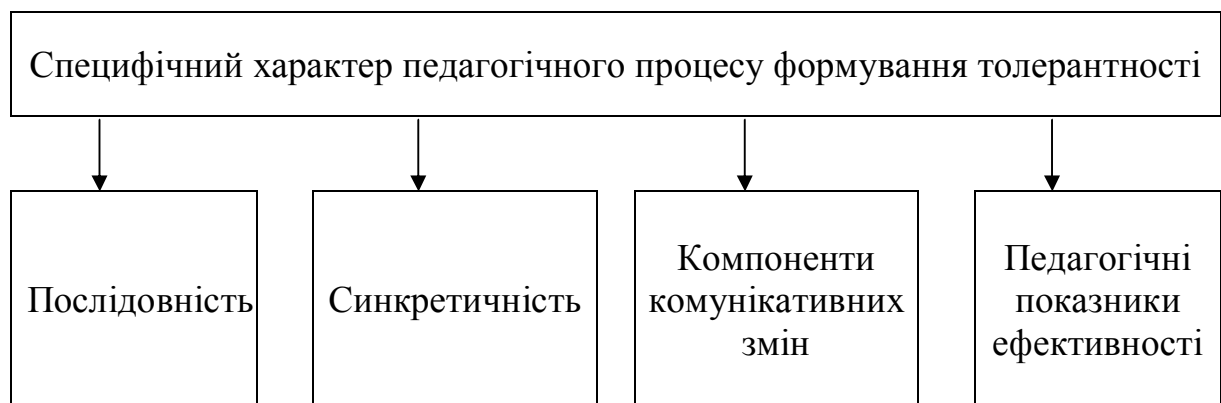 Специфічний характер педагогічного процесу формування толерантності
Послідовність
Синкретичність
Компоненти
комунікативних
змін
Педагогічні
показники
ефективності